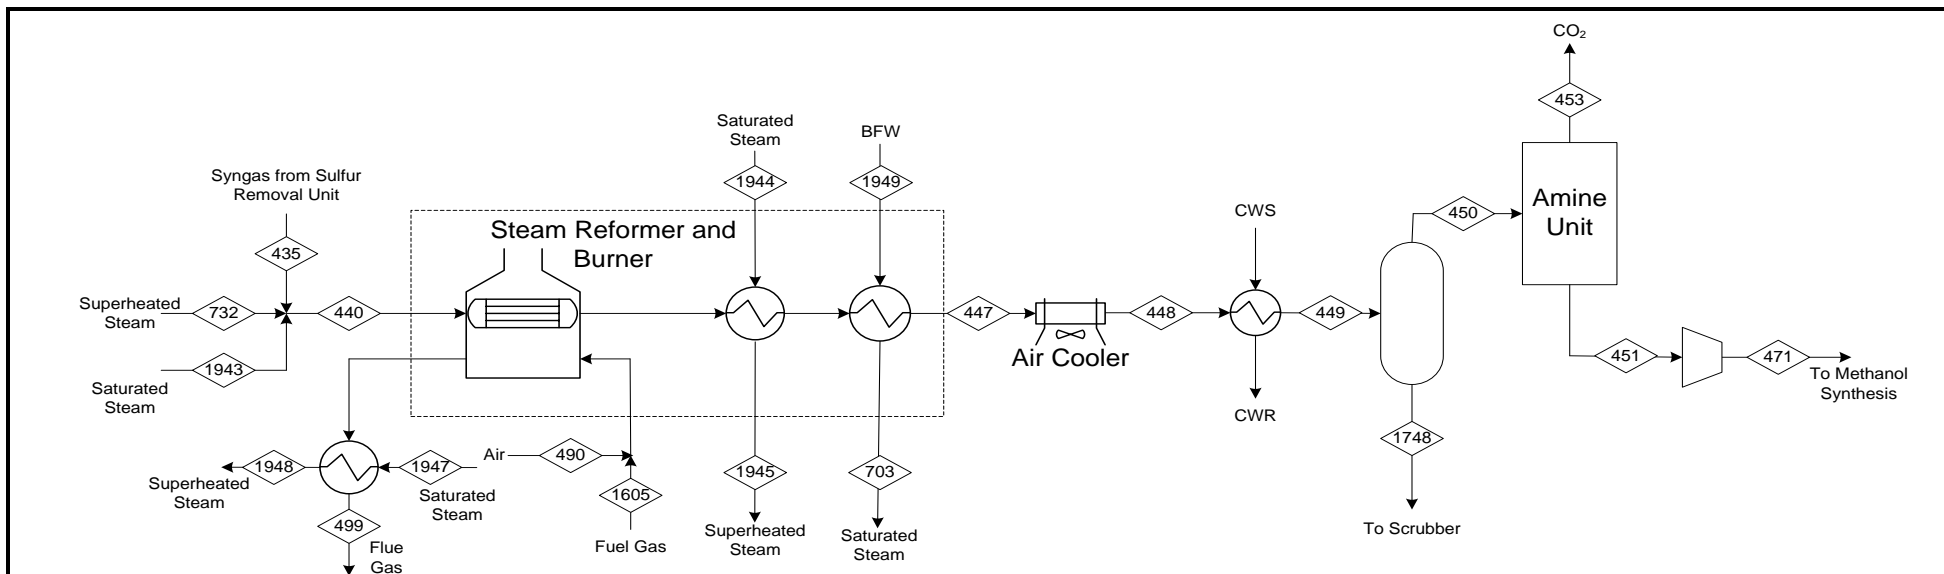 CO₂
453
Saturated
Steam
BFW
1944
1949
Syngas from Sulfur
Removal Unit
Amine
Unit
CWS
450
Steam Reformer and
Burner
435
Superheated
Steam
732
440
447
448
449
Air Cooler
451
471
To Methanol
Synthesis
Saturated
Steam
1943
CWR
1748
Air
490
1948
1947
Superheated
Steam
Saturated
Steam
1945
703
1605
499
Flue
Gas
Fuel Gas
Superheated
Steam
Saturated
Steam
To Scrubber